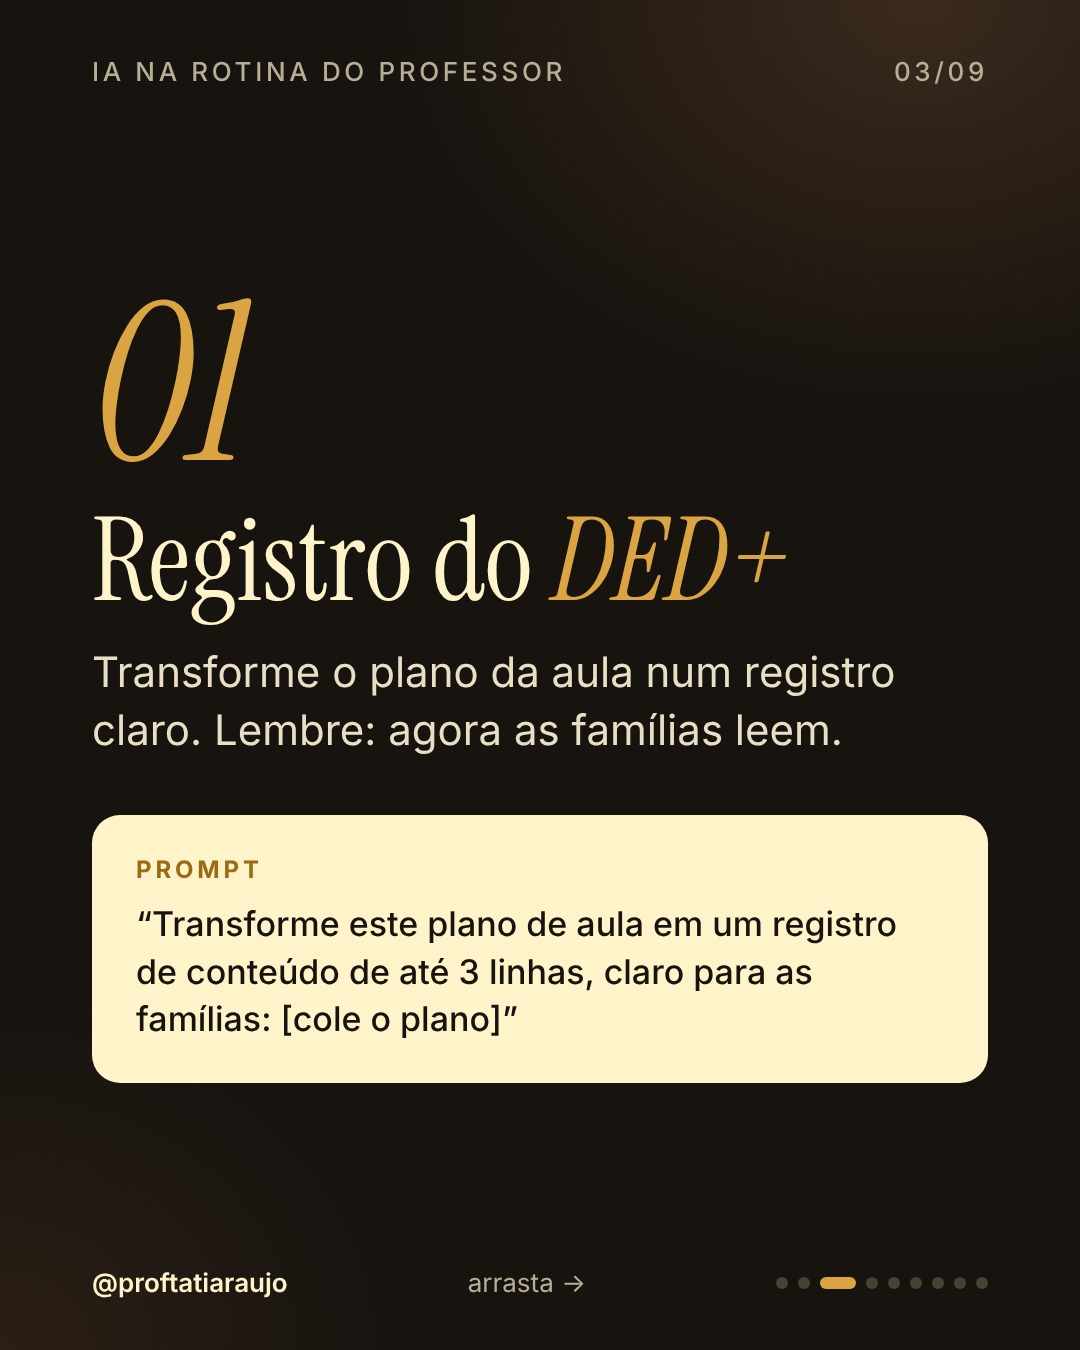 IA NA ROTINA DO PROFESSOR
03/09
01
Registro do DED+
Transforme o plano da aula num registro
claro. Lembre: agora as famílias leem.
PROMPT
“Transforme este plano de aula em um registro
de conteúdo de até 3 linhas, claro para as
famílias: [cole o plano]”
@proftatiaraujo
arrasta →